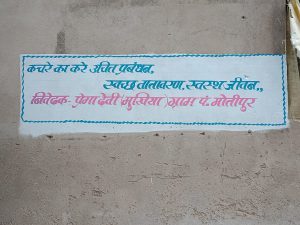 कचरे का करे उचित प्रबंधन,
स्वच्छ वातावरण, स्वस्थ जीवन,,
निवेदक- प्रेमा देवी (मुखिया) ग्राम पं. मोतीपुर